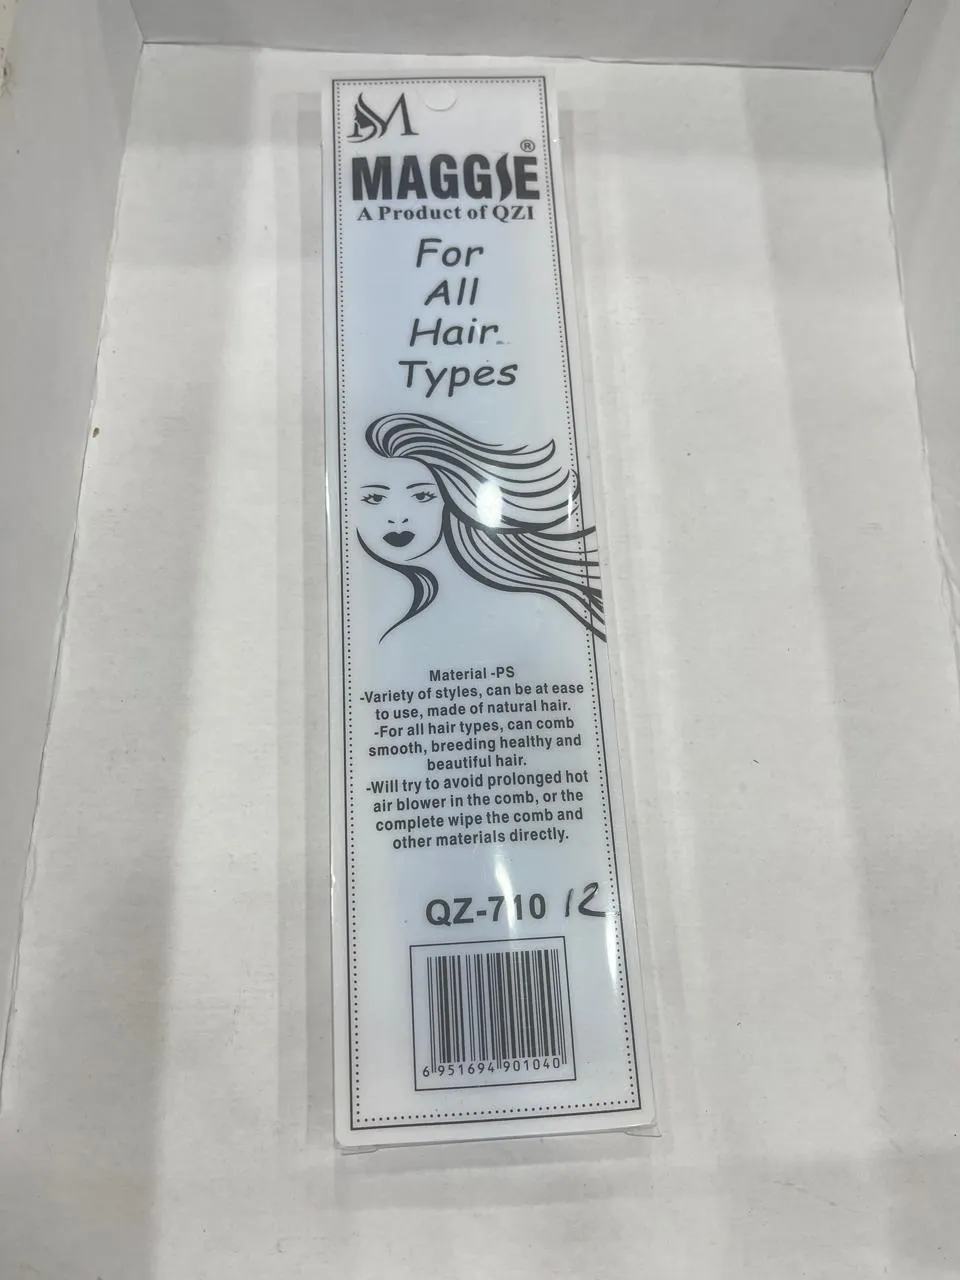 M
MAGGIE®
A Product of QZI
For
All
Hair
Types
Material -PS
-Variety of styles, can be at ease
to use, made of natural hair.
-For all hair types, can comb
smooth, breeding healthy and
beautiful hair.
-Will try to avoid prolonged hot
air blower in the comb, or the
complete wipe the comb and
other materials directly.
QZ-710 12
6 951694 901040